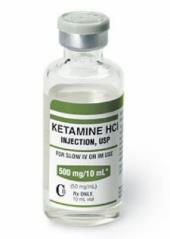 KETAMINE HCl
INJECTION, USP
FOR SLOW IV OR IM USE
500 mg/10 mL*
C
(50 mg/mL)
Rx ONLY
10 mL vial